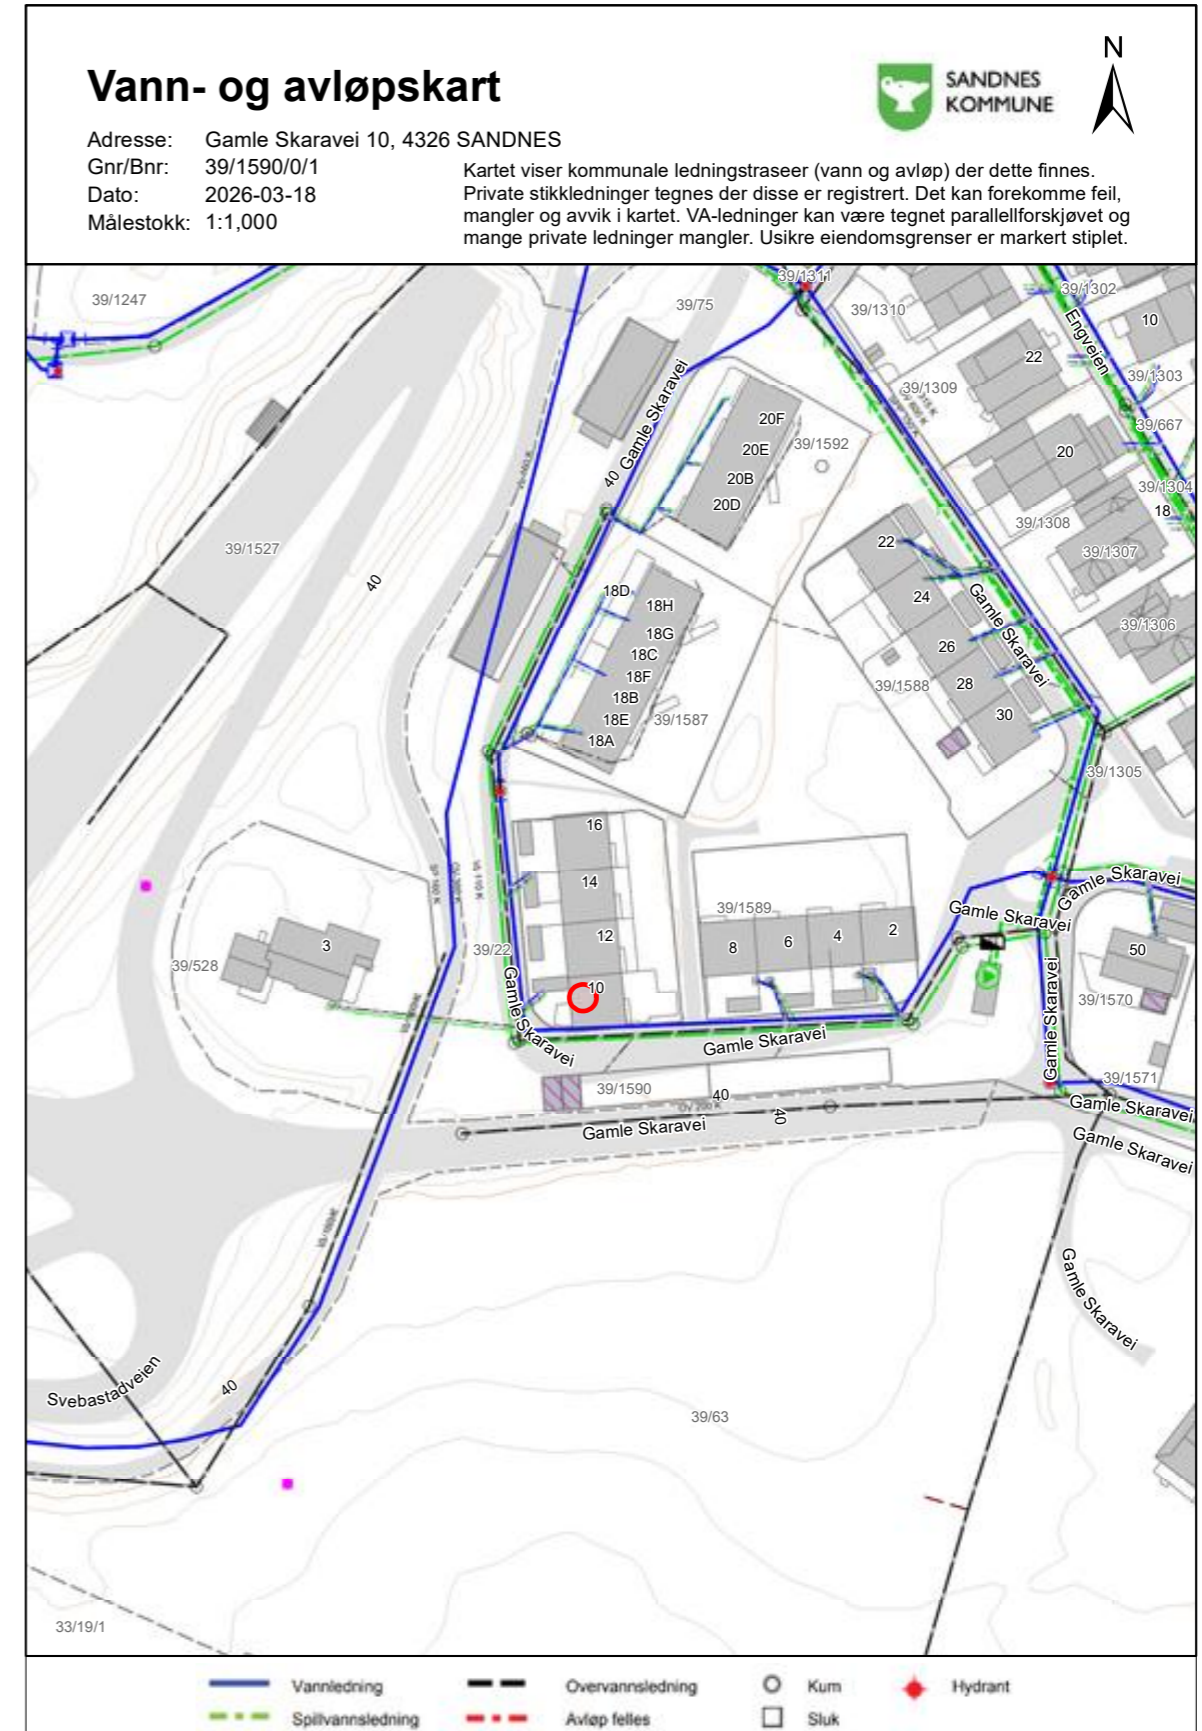 Vann- og avløpskart
SANDNES
KOMMUNE
N
Adresse: Gamle Skaravei 10, 4326 SANDNES
Gnr/Bnr: 39/1590/0/1
Dato: 2026-03-18
Målestokk: 1:1,000
Kartet viser kommunale ledningstraseer (vann og avløp) der dette finnes.
Private stikkledninger tegnes der disse er registrert. Det kan forekomme feil,
mangler og avvik i kartet. VA-ledninger kan være tegnet parallellforskjøvet og
mange private ledninger mangler. Usikre eiendomsgrenser er markert stiplet.
39/1311
39/1302
39/1247
39/75
39/1310
10
Engveien
22
39/1303
39/1309
Gamle Skaravei
20F
39/667
39/1592
20E
20
40
20B
39/1304
20D
18
39/1308
22
39/1527
39/1307
40
18D
24
18H
Gamle Skaravei
39/1306
18G
26
18C
18F
28
39/1588
18B
30
18E
39/1587
18A
39/1305
16
14
Gamle Skaravei
39/1589
Gamle Skaravei
12
2
3
4
6
8
39/22
50
39/528
10
Gamle Skaravei
39/1570
Gamle Skaravei
Gamle Skaravei
39/1571
39/1590
40
OV 200 K
Gamle Skaravei
40
Gamle Skaravei
Gamle Skaravei
Gamle Skaravei
Svebastadveien
40
39/63
33/19/1
Vannledning
Overvannsledning
Kum
Hydrant
Spillvannsledning
Avløp felles
Sluk